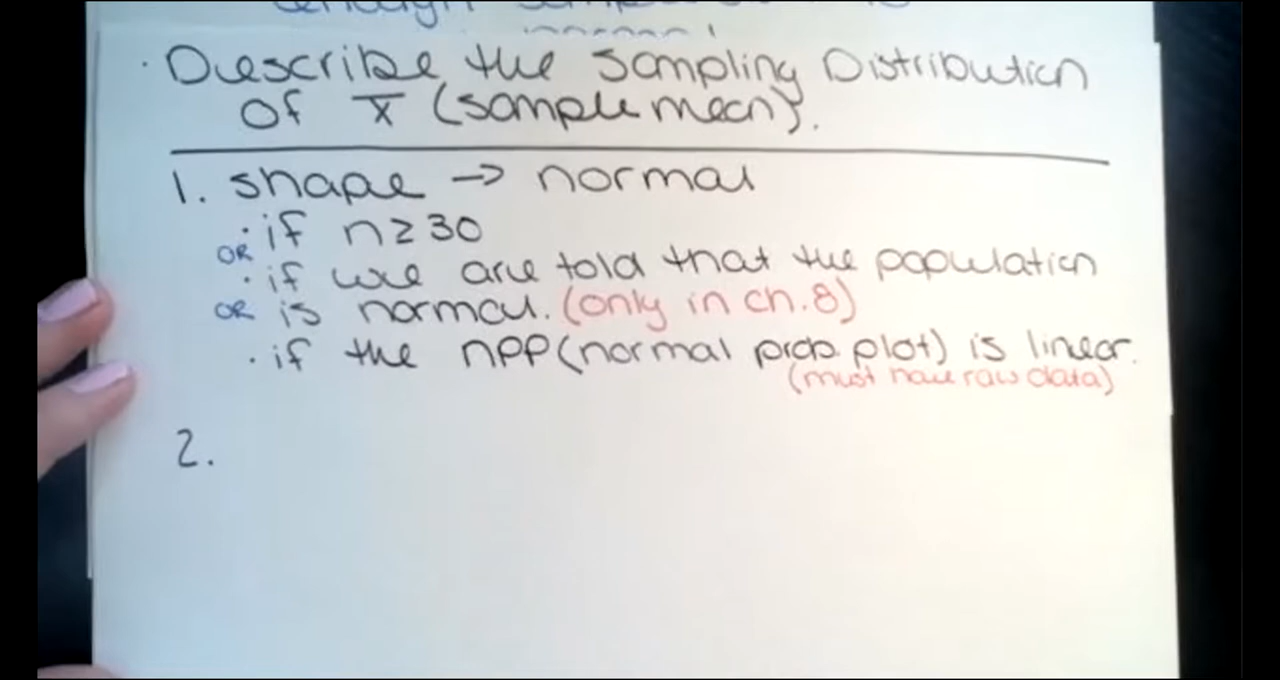 · Describe the Sampling Distribution
Of x̅ (sample mean).
1. shape → normal
· if n ≥ 30
OR
· if we are told that the population
OR is normal. (only in ch.8)
· if the npp (normal prob. plot) is linear.
(must have raw data)
2.